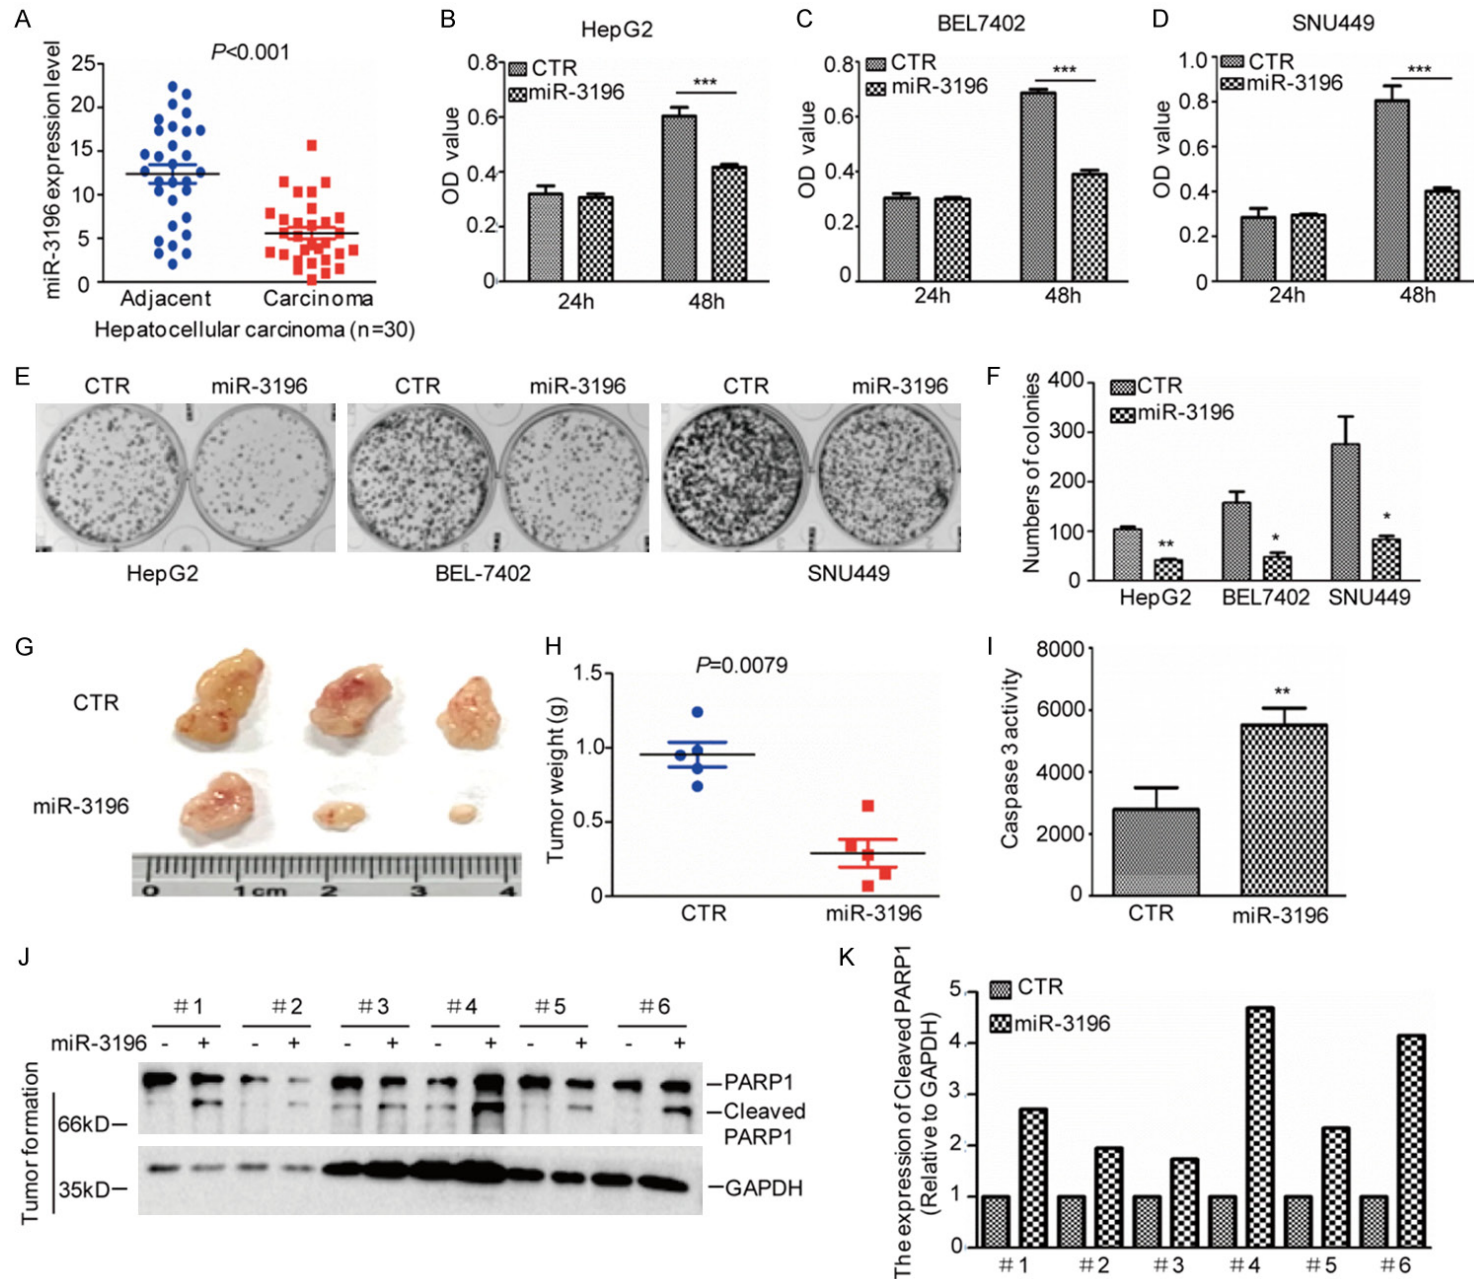 A
P<0.001
miR-3196 expression level
25
20
15
10
5
0
Adjacent
Carcinoma
Hepatocellular carcinoma (n=30)
B
HepG2
CTR
miR-3196
***
OD value
0.8
0.6
0.4
0.2
0
24h
48h
C
BEL7402
CTR
miR-3196
***
OD value
0.8
0.6
0.4
0.2
0
24h
48h
D
SNU449
CTR
miR-3196
***
OD value
1.0
0.8
0.6
0.4
0.2
0
24h
48h
E
CTR
miR-3196
CTR
miR-3196
CTR
miR-3196
HepG2
BEL-7402
SNU449
F
CTR
miR-3196
Numbers of colonies
400
300
200
100
0
**
*
*
HepG2
BEL7402
SNU449
G
CTR
miR-3196
0 1cm 2 3 4
H
P=0.0079
Tumor weight (g)
1.5
1.0
0.5
0
CTR
miR-3196
I
Caspase 3 activity
8000
6000
4000
2000
0
**
CTR
miR-3196
J
#1 #2 #3 #4 #5 #6
miR-3196 - + - + - + - + - + - +
Tumor formation
PARP1
Cleaved
PARP1
66kD
35kD
GAPDH
K
The expression of Cleaved PARP1
(Relative to GAPDH)
CTR
miR-3196
5
4
3
2
1
0
#1 #2 #3 #4 #5 #6